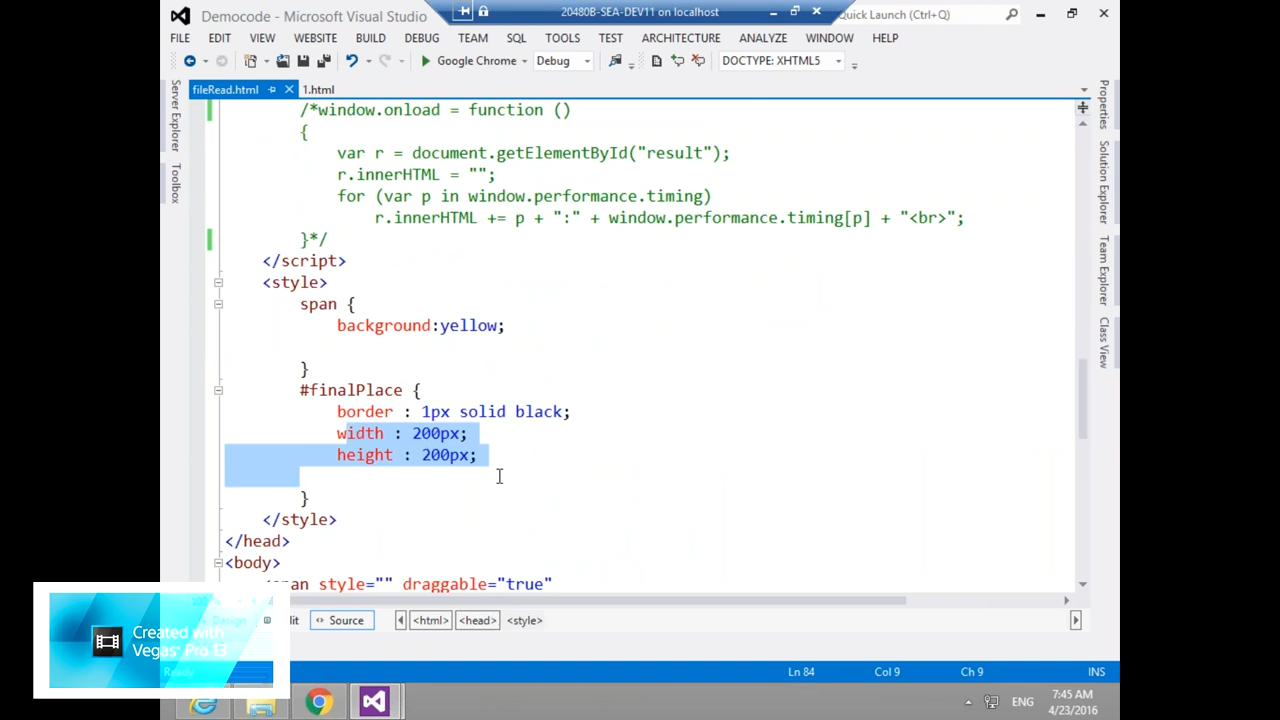 Democode - Microsoft Visual Studio
20480B-SEA-DEV11 on localhost
Quick Launch (Ctrl+Q)
FILE EDIT VIEW WEBSITE BUILD DEBUG TEAM SQL TOOLS TEST ARCHITECTURE ANALYZE WINDOW HELP
Google Chrome Debug DOCTYPE: XHTML5
fileRead.html 1.html
Server Explorer
Toolbox
Properties
Solution Explorer
Team Explorer
Class View
/*window.onload = function ()
{
var r = document.getElementById("result");
r.innerHTML = "";
for (var p in window.performance.timing)
r.innerHTML += p + ":" + window.performance.timing[p] + "<br>";
}*/
</script>
<style>
span {
background:yellow;
}
#finalPlace {
border : 1px solid black;
width : 200px;
height : 200px;
}
</style>
</head>
<body>
<span style="" draggable="true"
Source <html> <head> <style>
Created with
Vegas Pro 13
Ready Ln 84 Col 9 Ch 9 INS
ENG 7:45 AM
4/23/2016